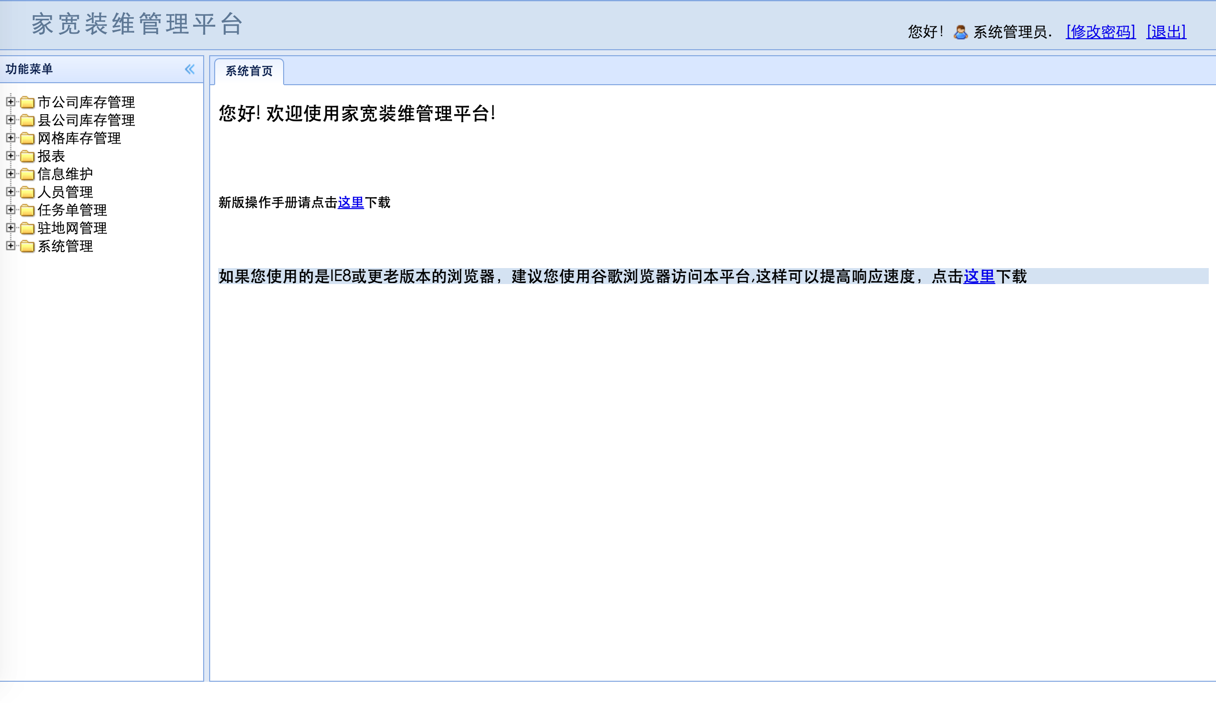 家宽装维管理平台
您好! 系统管理员. [修改密码] [退出]
功能菜单
系统首页
市公司库存管理
县公司库存管理
网格库存管理
报表
信息维护
人员管理
任务单管理
驻地网管理
系统管理
您好! 欢迎使用家宽装维管理平台!
新版操作手册请点击这里下载
如果您使用的是IE8或更老版本的浏览器，建议您使用谷歌浏览器访问本平台,这样可以提高响应速度，点击这里下载